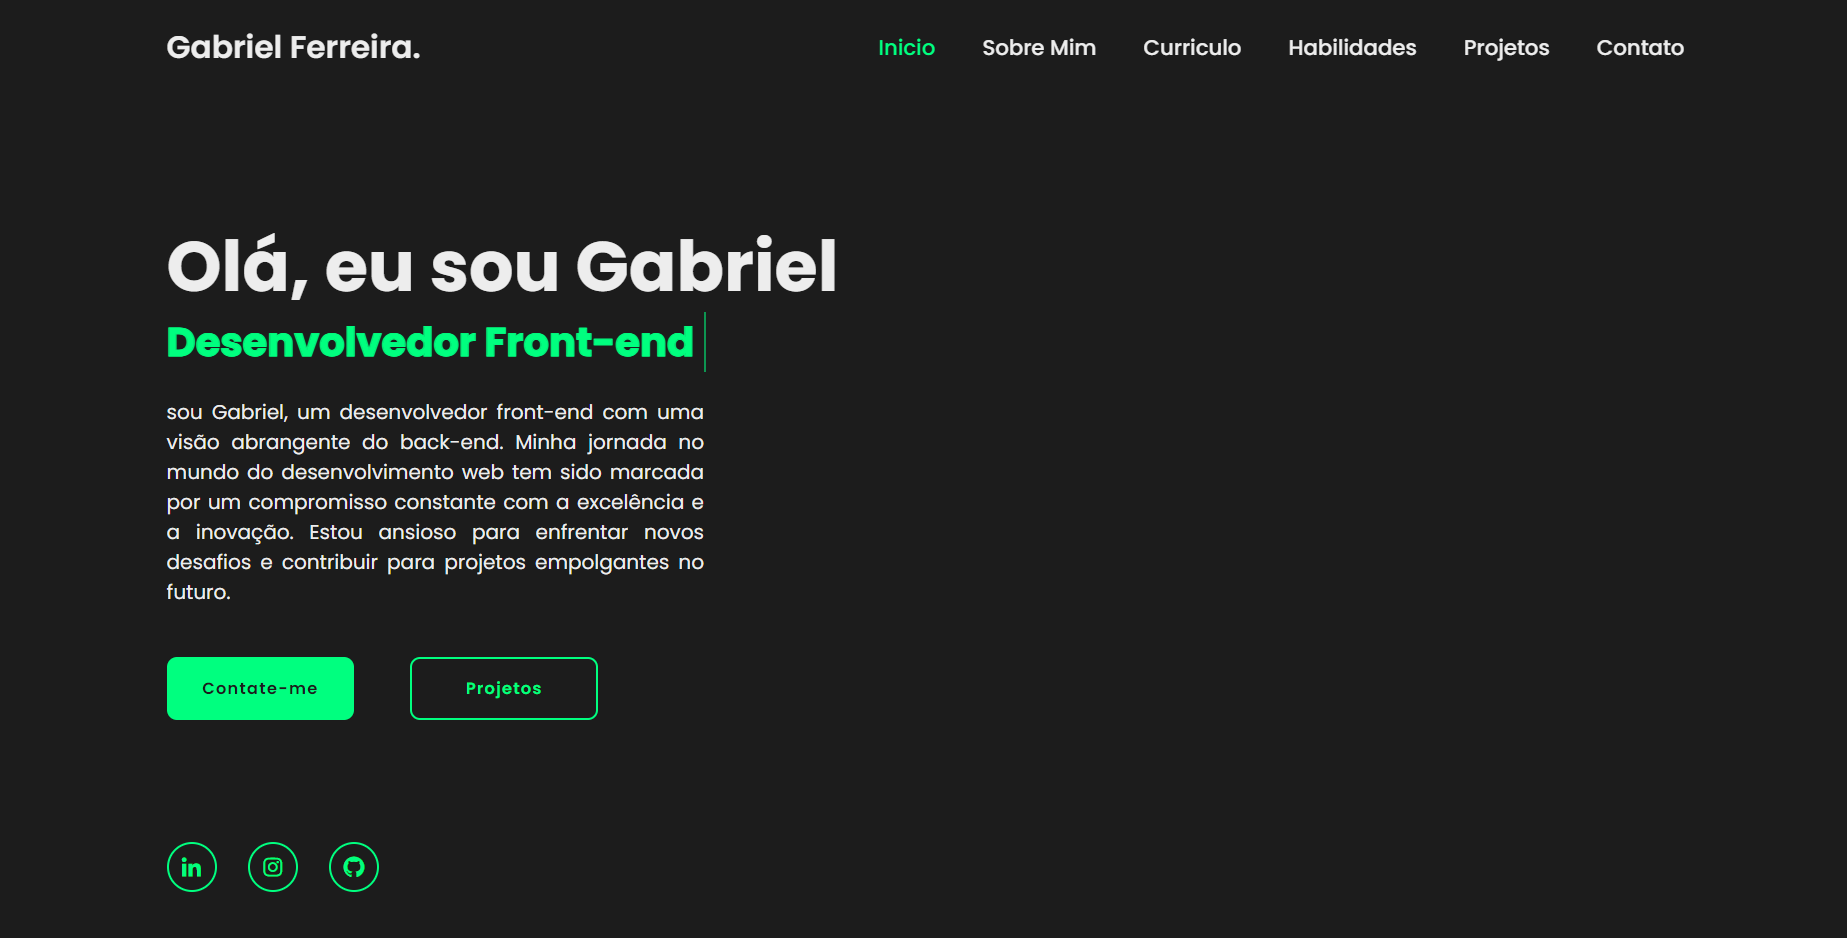 Gabriel Ferreira.
Inicio Sobre Mim Curriculo Habilidades Projetos Contato
Olá, eu sou Gabriel
Desenvolvedor Front-end
sou Gabriel, um desenvolvedor front-end com uma
visão abrangente do back-end. Minha jornada no
mundo do desenvolvimento web tem sido marcada
por um compromisso constante com a excelência e
a inovação. Estou ansioso para enfrentar novos
desafios e contribuir para projetos empolgantes no
futuro.
Contate-me Projetos
in